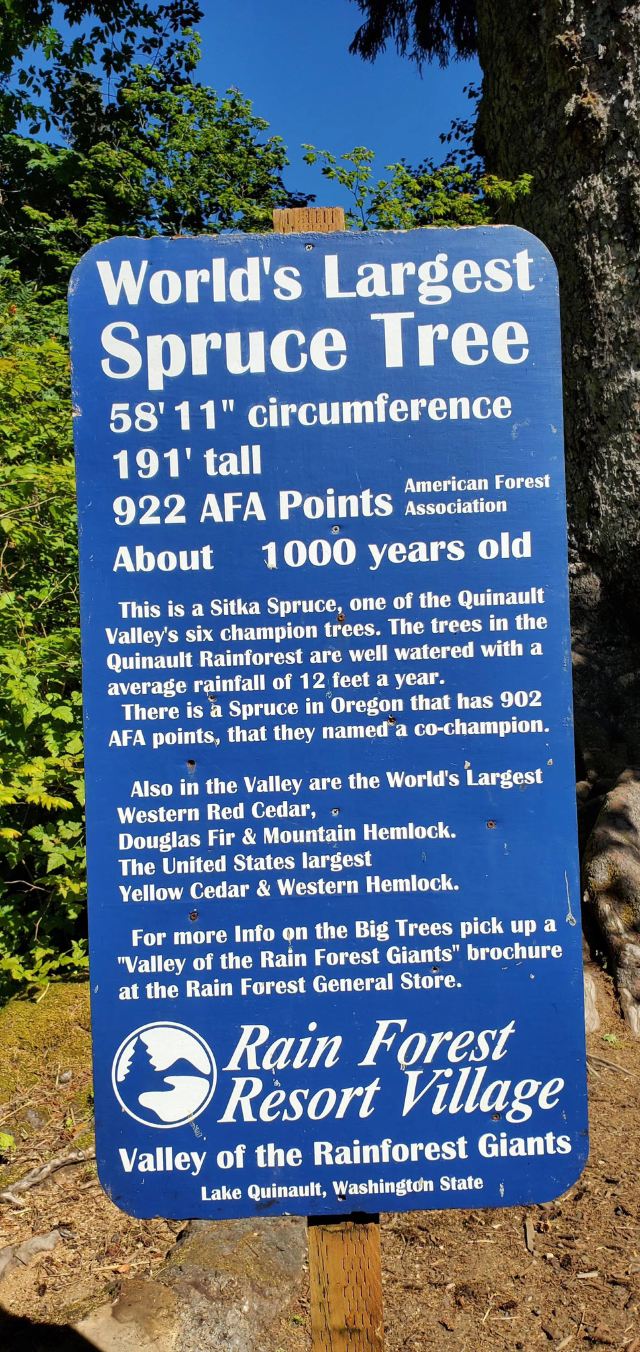 World's Largest
Spruce Tree
58' 11" circumference
191' tall
922 AFA Points American Forest Association
About 1000 years old
This is a Sitka Spruce, one of the Quinault
Valley's six champion trees. The trees in the
Quinault Rainforest are well watered with a
average rainfall of 12 feet a year.
There is a Spruce in Oregon that has 902
AFA points, that they named a co-champion.
Also in the Valley are the World's Largest
Western Red Cedar,
Douglas Fir & Mountain Hemlock.
The United States largest
Yellow Cedar & Western Hemlock.
For more Info on the Big Trees pick up a
"Valley of the Rain Forest Giants" brochure
at the Rain Forest General Store.
Rain Forest
Resort Village
Valley of the Rainforest Giants
Lake Quinault, Washington State